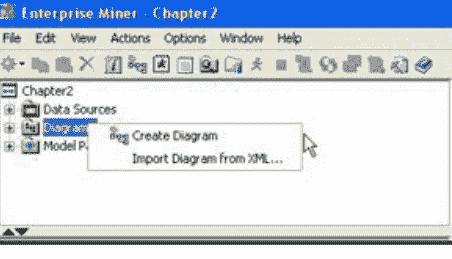 Enterprise Miner - Chapter2
File Edit View Actions Options Window Help
Chapter2
Data Sources
Diagram
Create Diagram
Model P
Import Diagram from XML...